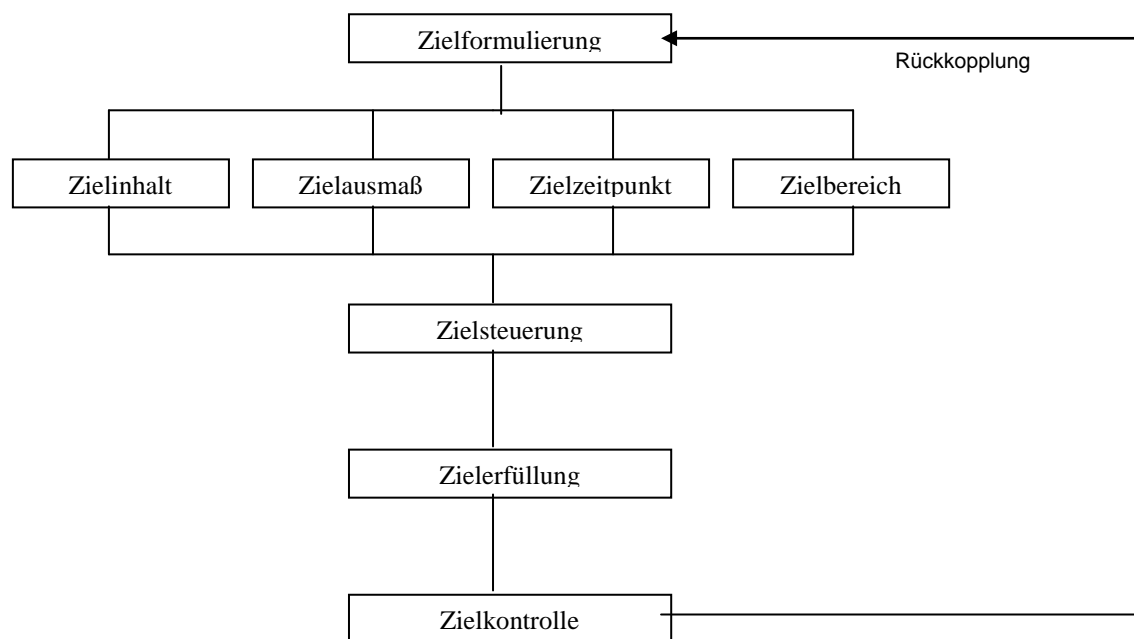 Zielformulierung
Rückkopplung
Zielinhalt
Zielausmaß
Zielzeitpunkt
Zielbereich
Zielsteuerung
Zielerfüllung
Zielkontrolle